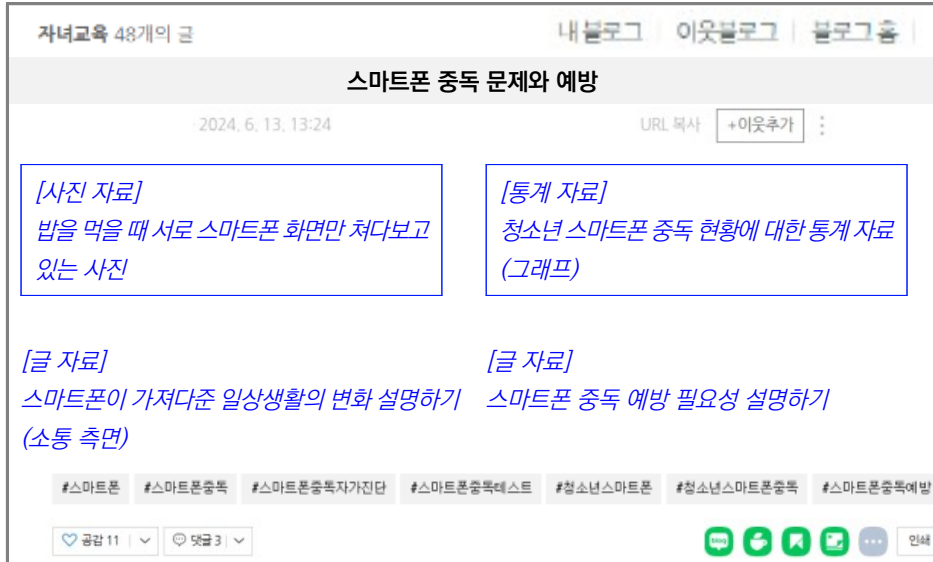 자녀교육 48개의 글
내 블로그 | 이웃블로그 | 블로그 홈 |
스마트폰 중독 문제와 예방
2024. 6. 13. 13:24
URL 복사 +이웃추가
[사진 자료]
밥을 먹을 때 서로 스마트폰 화면만 쳐다보고
있는 사진
[통계 자료]
청소년 스마트폰 중독 현황에 대한 통계 자료
(그래프)
[글 자료]
스마트폰이 가져다준 일상생활의 변화 설명하기
(소통 측면)
[글 자료]
스마트폰 중독 예방 필요성 설명하기
#스마트폰 #스마트폰중독 #스마트폰중독자가진단 #스마트폰중독테스트 #청소년스마트폰 #청소년스마트폰중독 #스마트폰중독예방
공감 11 댓글 3 blog 인쇄